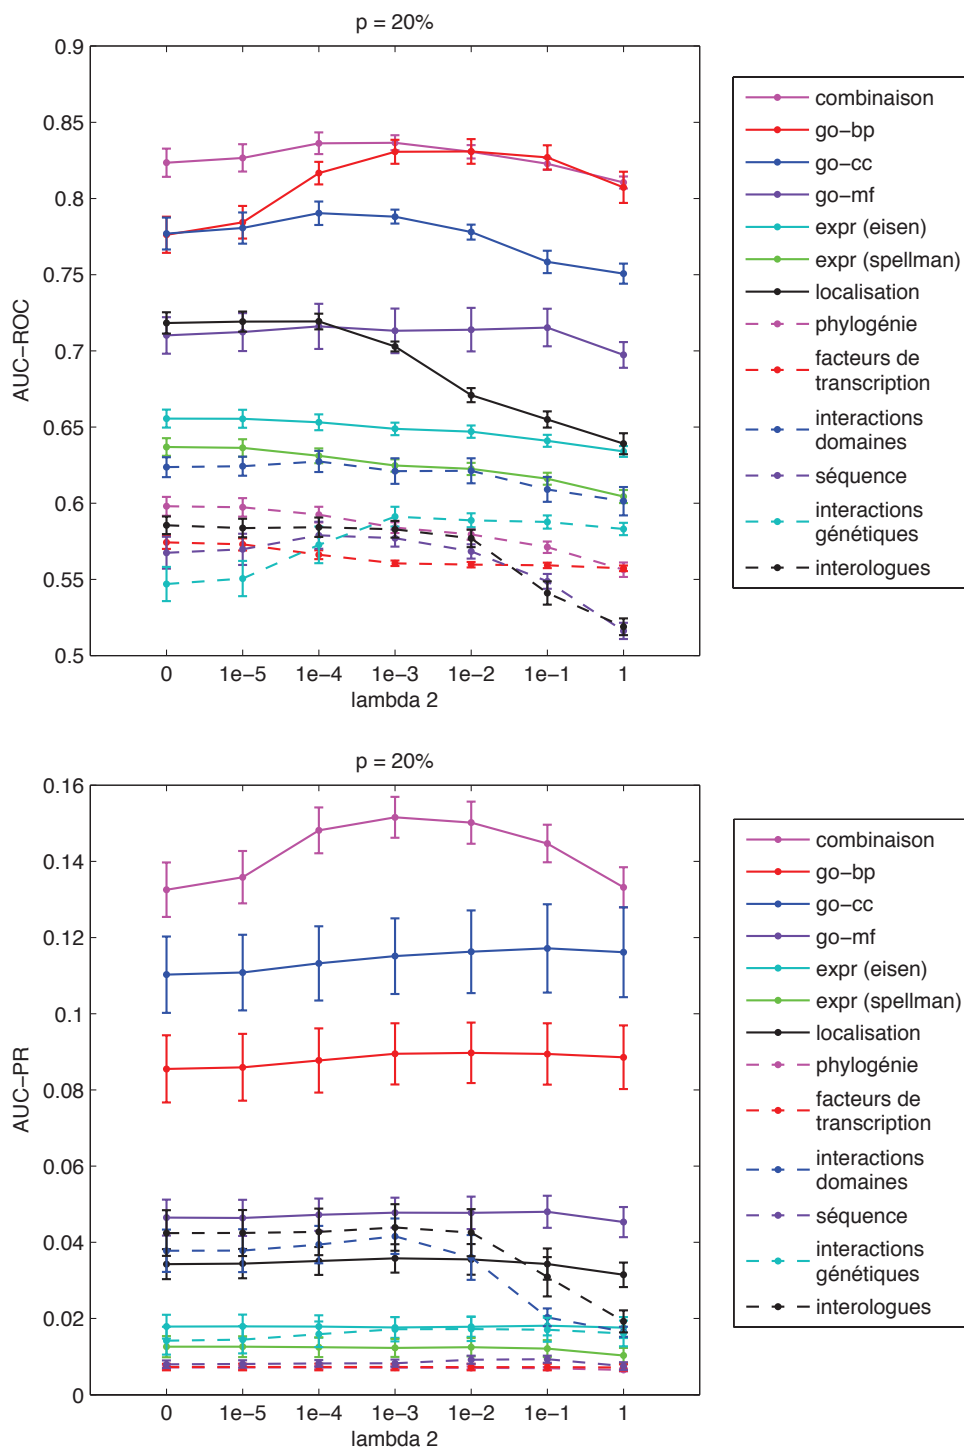 p = 20%
0.9
0.85
0.8
0.75
0.7
0.65
0.6
0.55
0.5
AUC−ROC
0
1e−5
1e−4
1e−3
1e−2
1e−1
1
lambda 2
combinaison
go−bp
go−cc
go−mf
expr (eisen)
expr (spellman)
localisation
phylogénie
facteurs de
transcription
interactions
domaines
séquence
interactions
génétiques
interologues
p = 20%
0.16
0.14
0.12
0.1
0.08
0.06
0.04
0.02
0
AUC−PR
0
1e−5
1e−4
1e−3
1e−2
1e−1
1
lambda 2
combinaison
go−bp
go−cc
go−mf
expr (eisen)
expr (spellman)
localisation
phylogénie
facteurs de
transcription
interactions
domaines
séquence
interactions
génétiques
interologues